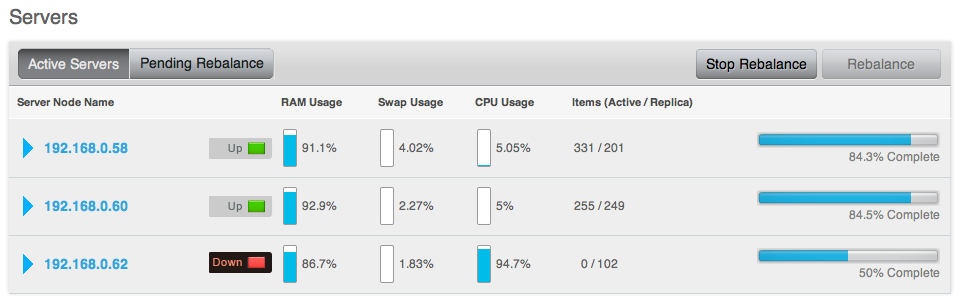 Servers
Active Servers Pending Rebalance Stop Rebalance Rebalance
Server Node Name RAM Usage Swap Usage CPU Usage Items (Active / Replica)
192.168.0.58 Up 91.1% 4.02% 5.05% 331 / 201
84.3% Complete
192.168.0.60 Up 92.9% 2.27% 5% 255 / 249
84.5% Complete
192.168.0.62 Down 86.7% 1.83% 94.7% 0 / 102
50% Complete